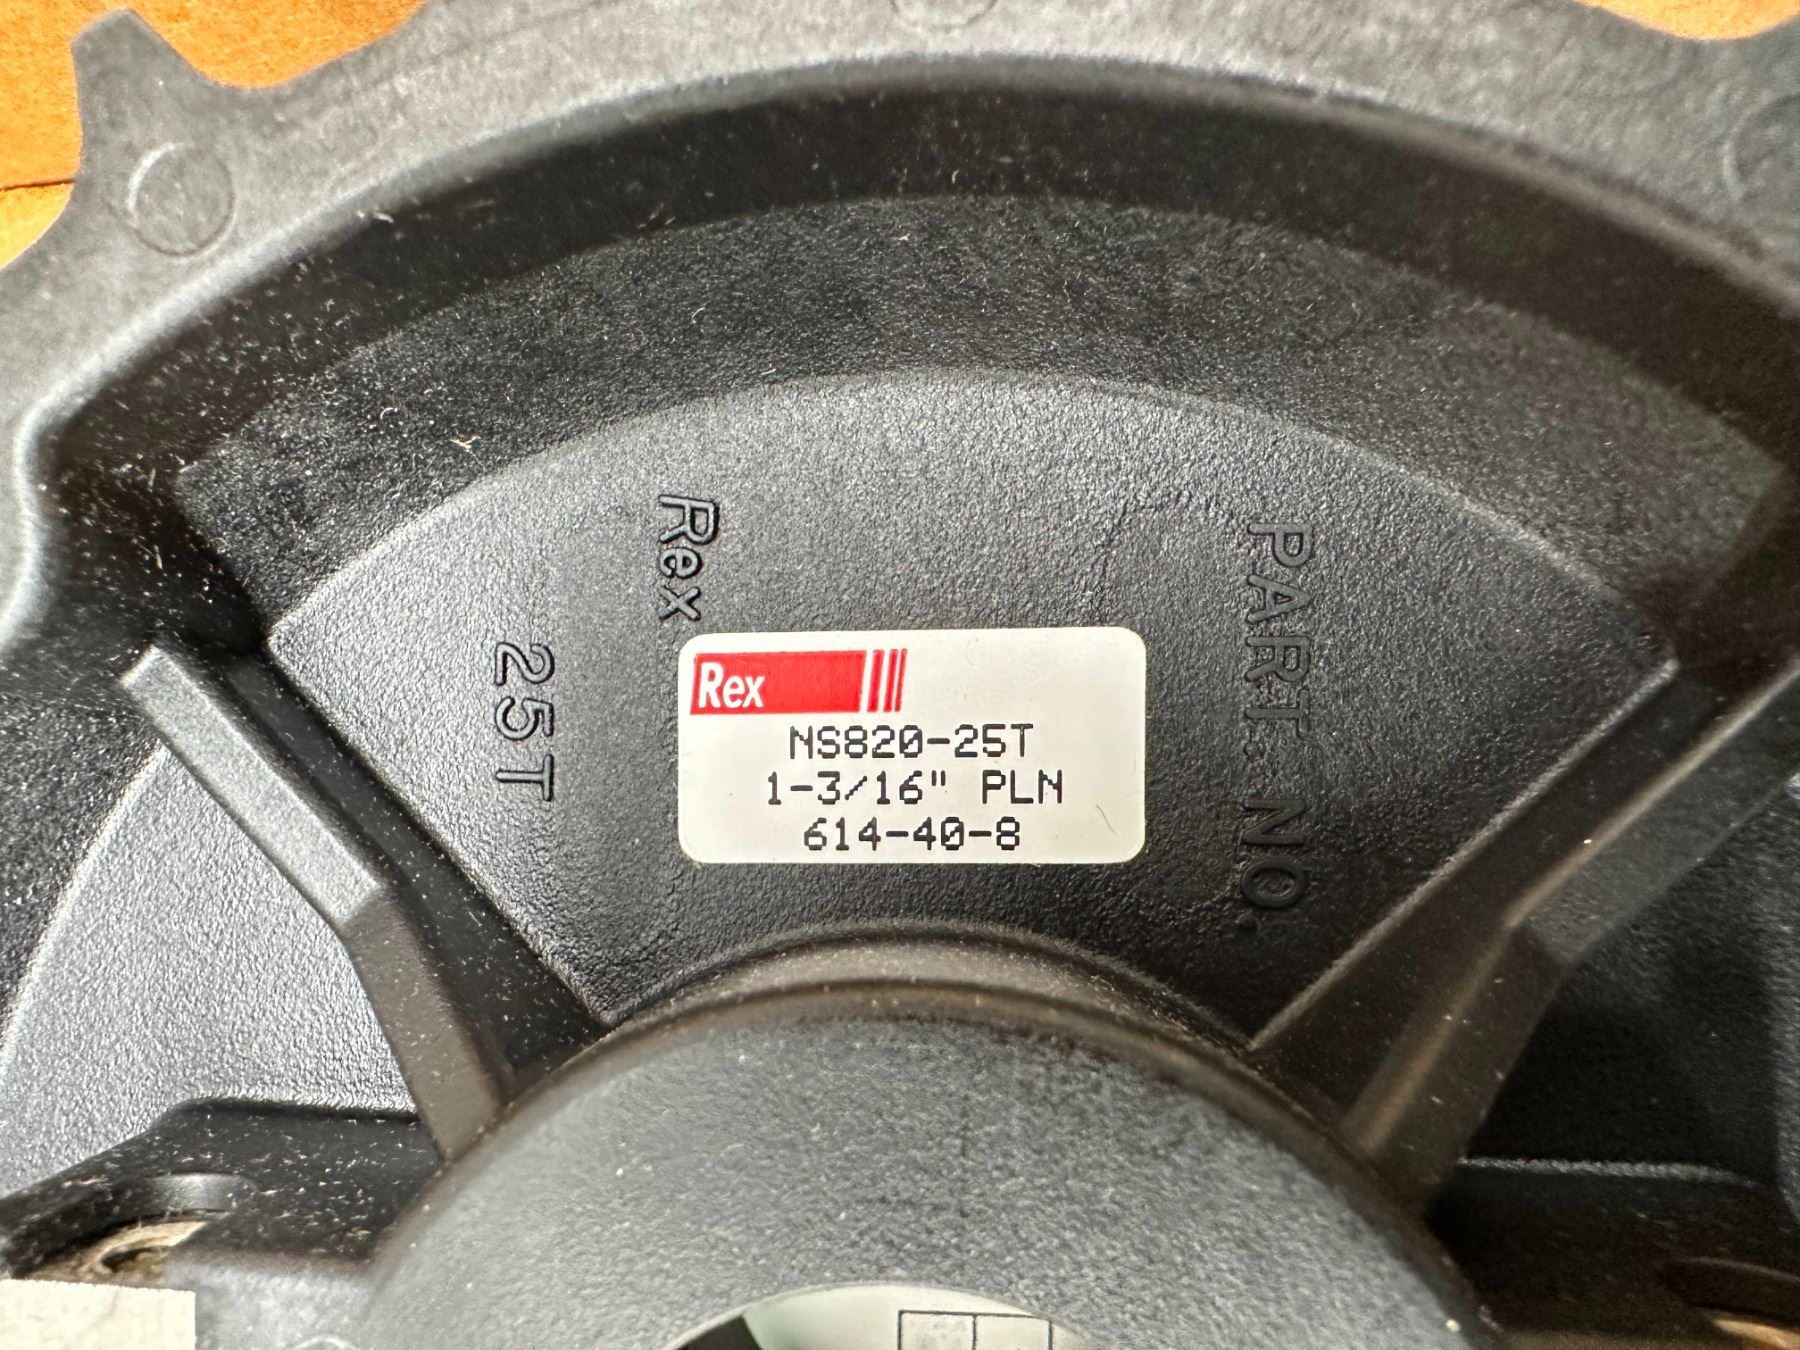 Rex
25T
PART NO.
Rex
NS820-25T
1-3/16" PLN
614-40-8